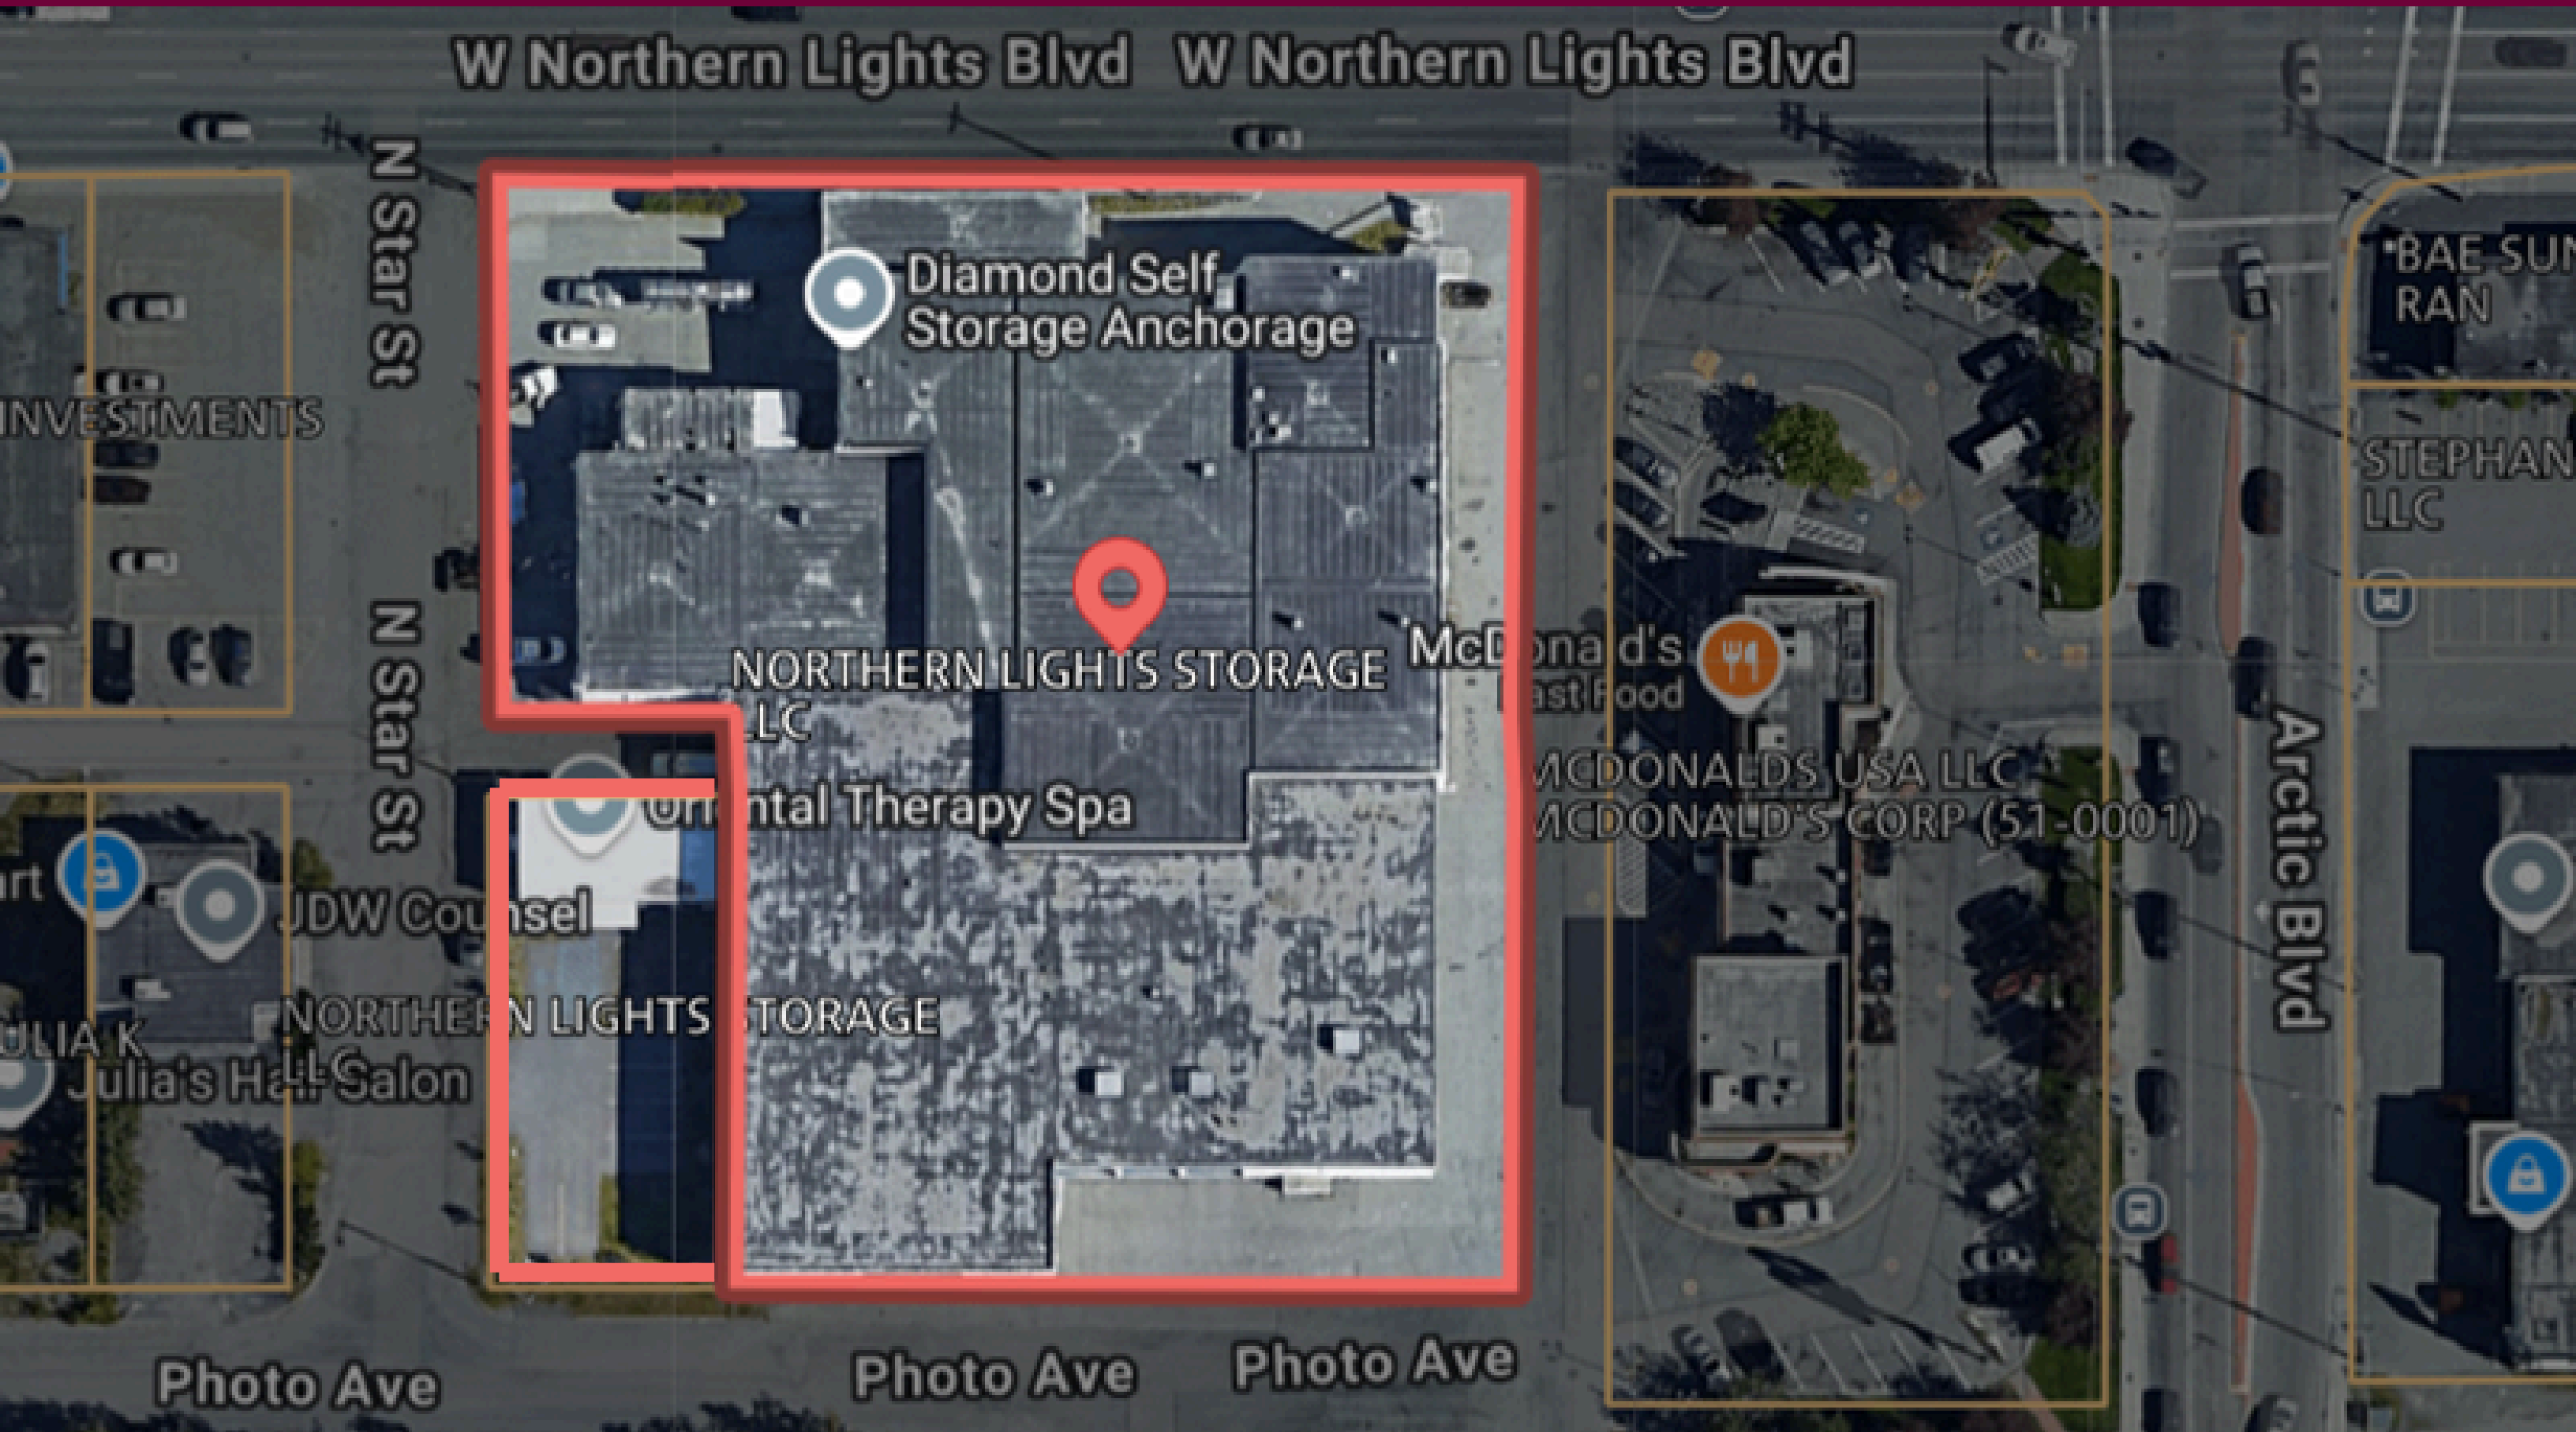 W Northern Lights Blvd W Northern Lights Blvd
N Star St
Diamond Self
Storage Anchorage
BAE SUN
RAN
INVESTMENTS
STEPHAN
LLC
N Star St
NORTHERN LIGHTS STORAGE
LLC
McDonald's
Fast Food
Oriental Therapy Spa
MCDONALDS USA LLC
MCDONALD'S CORP (51-0001)
Arctic Blvd
art
JDW Counsel
NORTHERN LIGHTS STORAGE
LLC
ULIA K
Julia's Hair Salon
Photo Ave Photo Ave Photo Ave